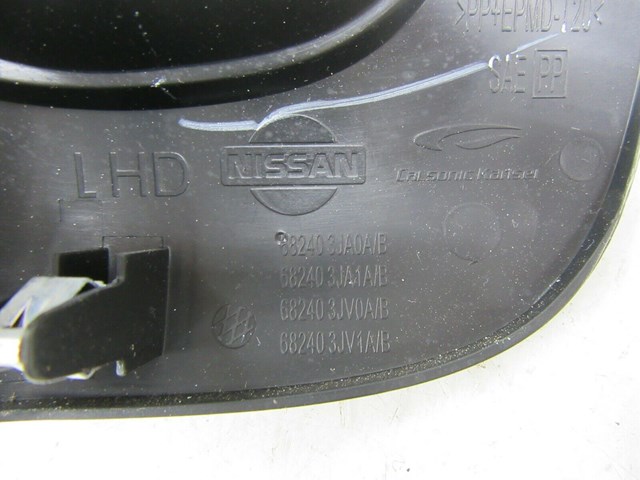 >PP+EPMD-T20<
SAE PP
LHD
NISSAN
Calsonic Kansei
68240 3JA0A/B
68240 3JA1A/B
68240 3JV0A/B
68240 3JV1A/B